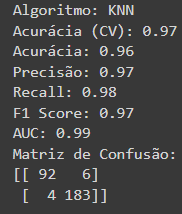 Algoritmo: KNN
Acurácia (CV): 0.97
Acurácia: 0.96
Precisão: 0.97
Recall: 0.98
F1 Score: 0.97
AUC: 0.99
Matriz de Confusão:
[[ 92   6]
 [  4 183]]